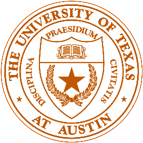 THE UNIVERSITY OF TEXAS
AT AUSTIN
PRAESIDIUM
DISCIPLINA
CIVITATIS